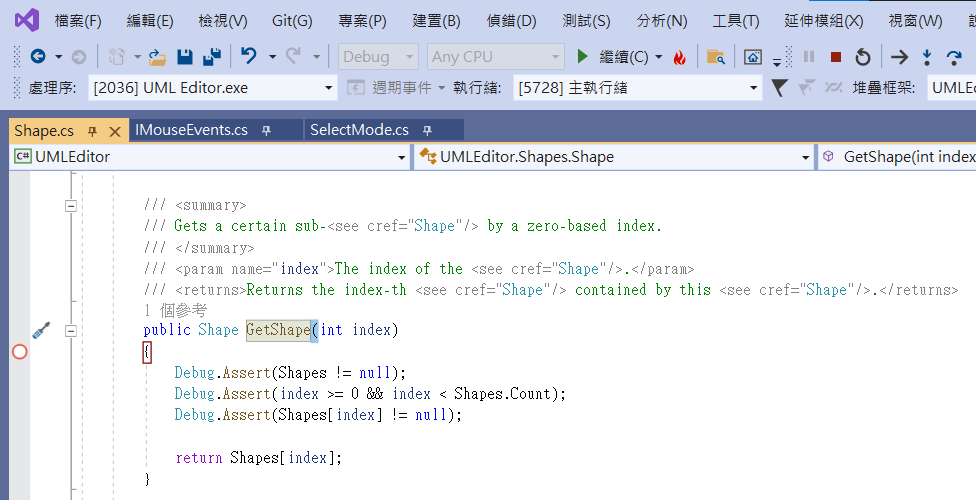 檔案(F) 編輯(E) 檢視(V) Git(G) 專案(P) 建置(B) 偵錯(D) 測試(S) 分析(N) 工具(T) 延伸模組(X) 視窗(W)
Debug Any CPU 繼續(C)
處理序: [2036] UML Editor.exe 週期事件 執行緒: [5728] 主執行緒 堆疊框架: UMLE
Shape.cs IMouseEvents.cs SelectMode.cs
C# UMLEditor UMLEditor.Shapes.Shape GetShape(int index
/// <summary>
/// Gets a certain sub-<see cref="Shape"/> by a zero-based index.
/// </summary>
/// <param name="index">The index of the <see cref="Shape"/>.</param>
/// <returns>Returns the index-th <see cref="Shape"/> contained by this <see cref="Shape"/>.</returns>
1 個參考
public Shape GetShape(int index)
{
Debug.Assert(Shapes != null);
Debug.Assert(index >= 0 && index < Shapes.Count);
Debug.Assert(Shapes[index] != null);
return Shapes[index];
}